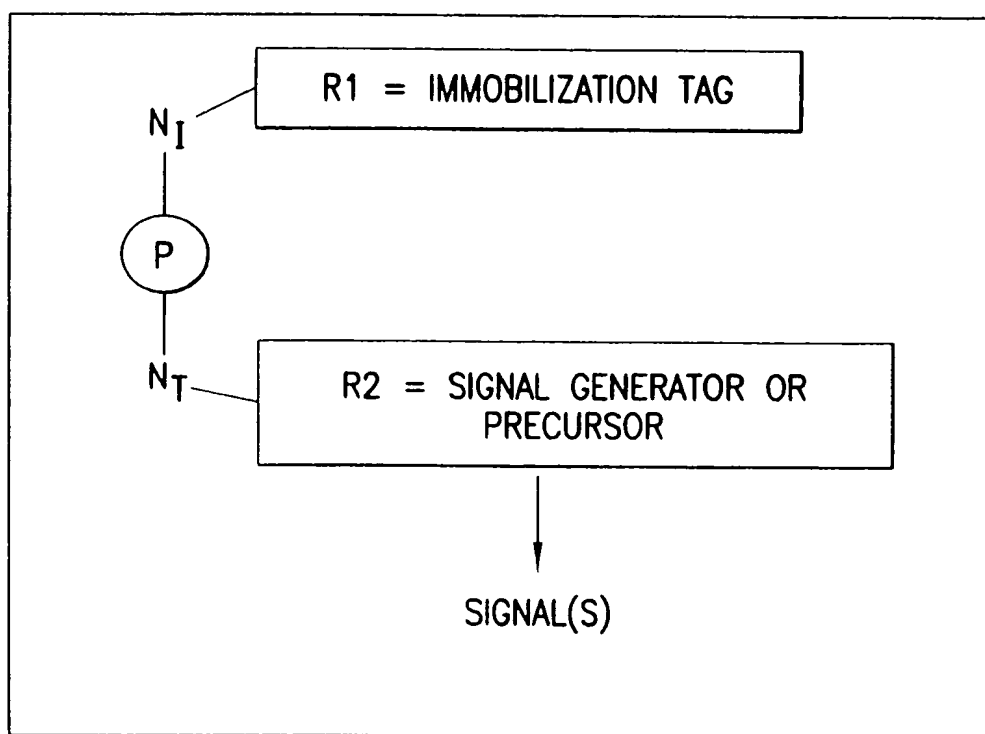 R1 = IMMOBILIZATION TAG
N_I
P
N_T
R2 = SIGNAL GENERATOR OR
PRECURSOR
SIGNAL(S)